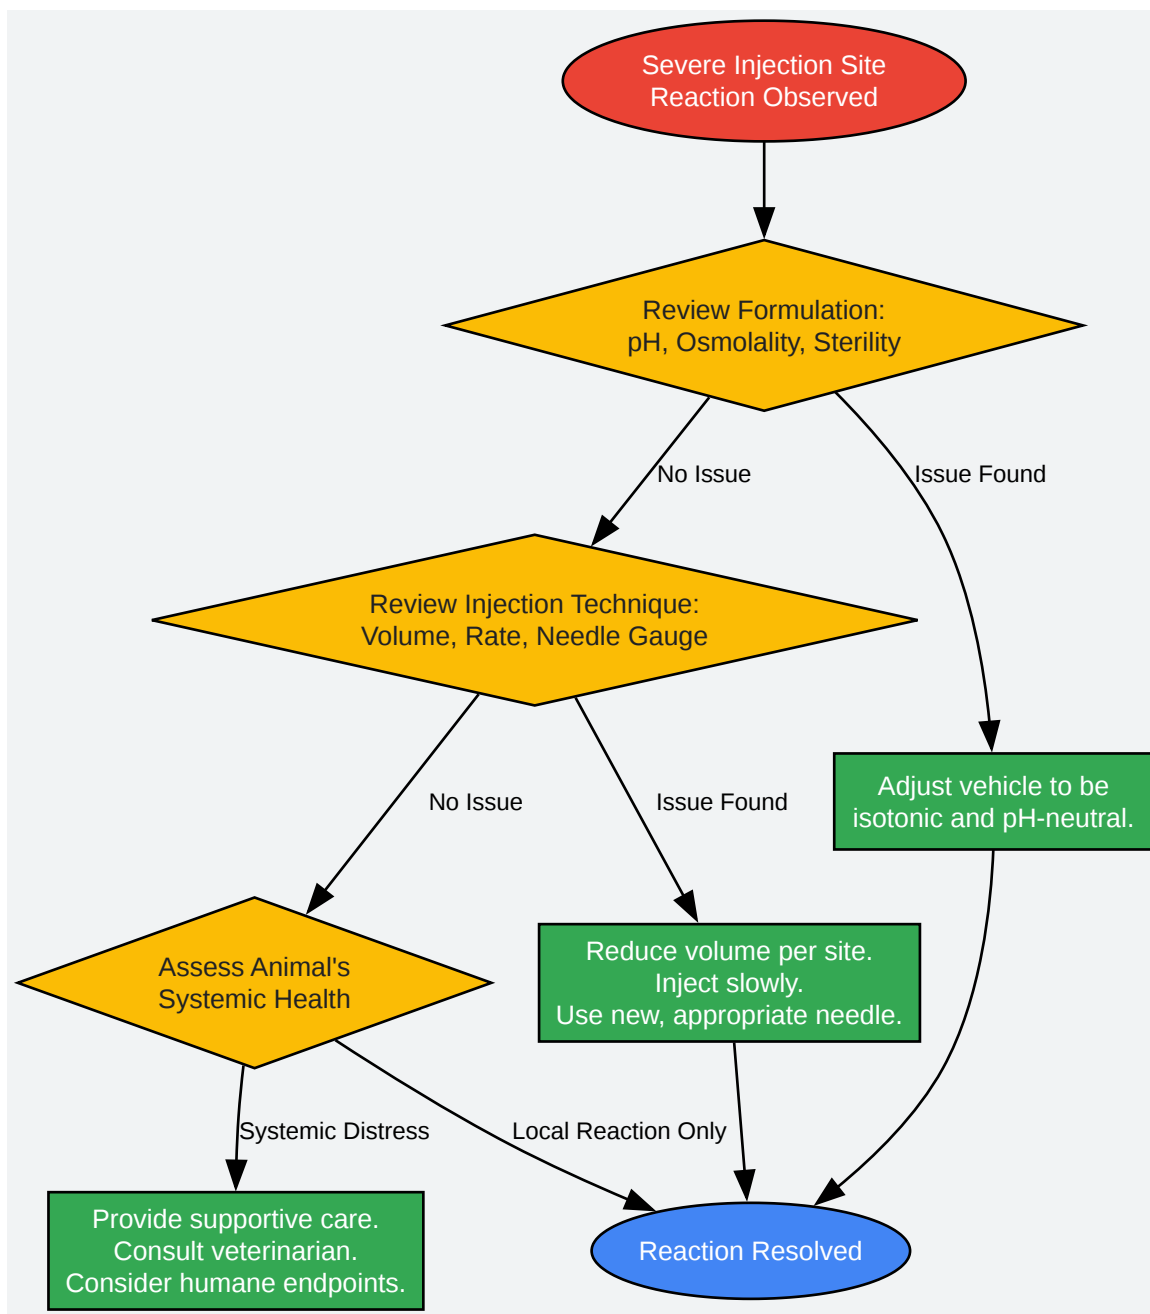 Severe Injection Site
Reaction Observed
Review Formulation:
pH, Osmolality, Sterility
No Issue
Issue Found
Review Injection Technique:
Volume, Rate, Needle Gauge
No Issue
Issue Found
Adjust vehicle to be
isotonic and pH-neutral.
Assess Animal's
Systemic Health
Reduce volume per site.
Inject slowly.
Use new, appropriate needle.
Systemic Distress
Local Reaction Only
Provide supportive care.
Consult veterinarian.
Consider humane endpoints.
Reaction Resolved